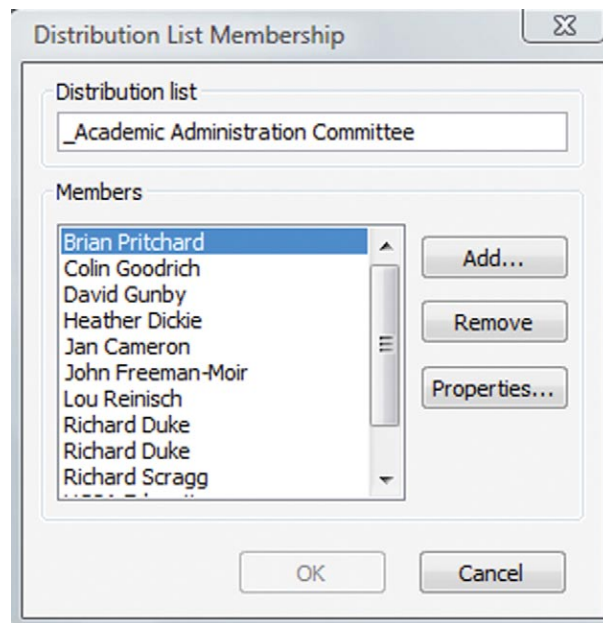 Distribution List Membership
Distribution list
_Academic Administration Committee
Members
Brian Pritchard
Colin Goodrich
David Gunby
Heather Dickie
Jan Cameron
John Freeman-Moir
Lou Reinisch
Richard Duke
Richard Duke
Richard Scragg
Add...
Remove
Properties...
OK
Cancel